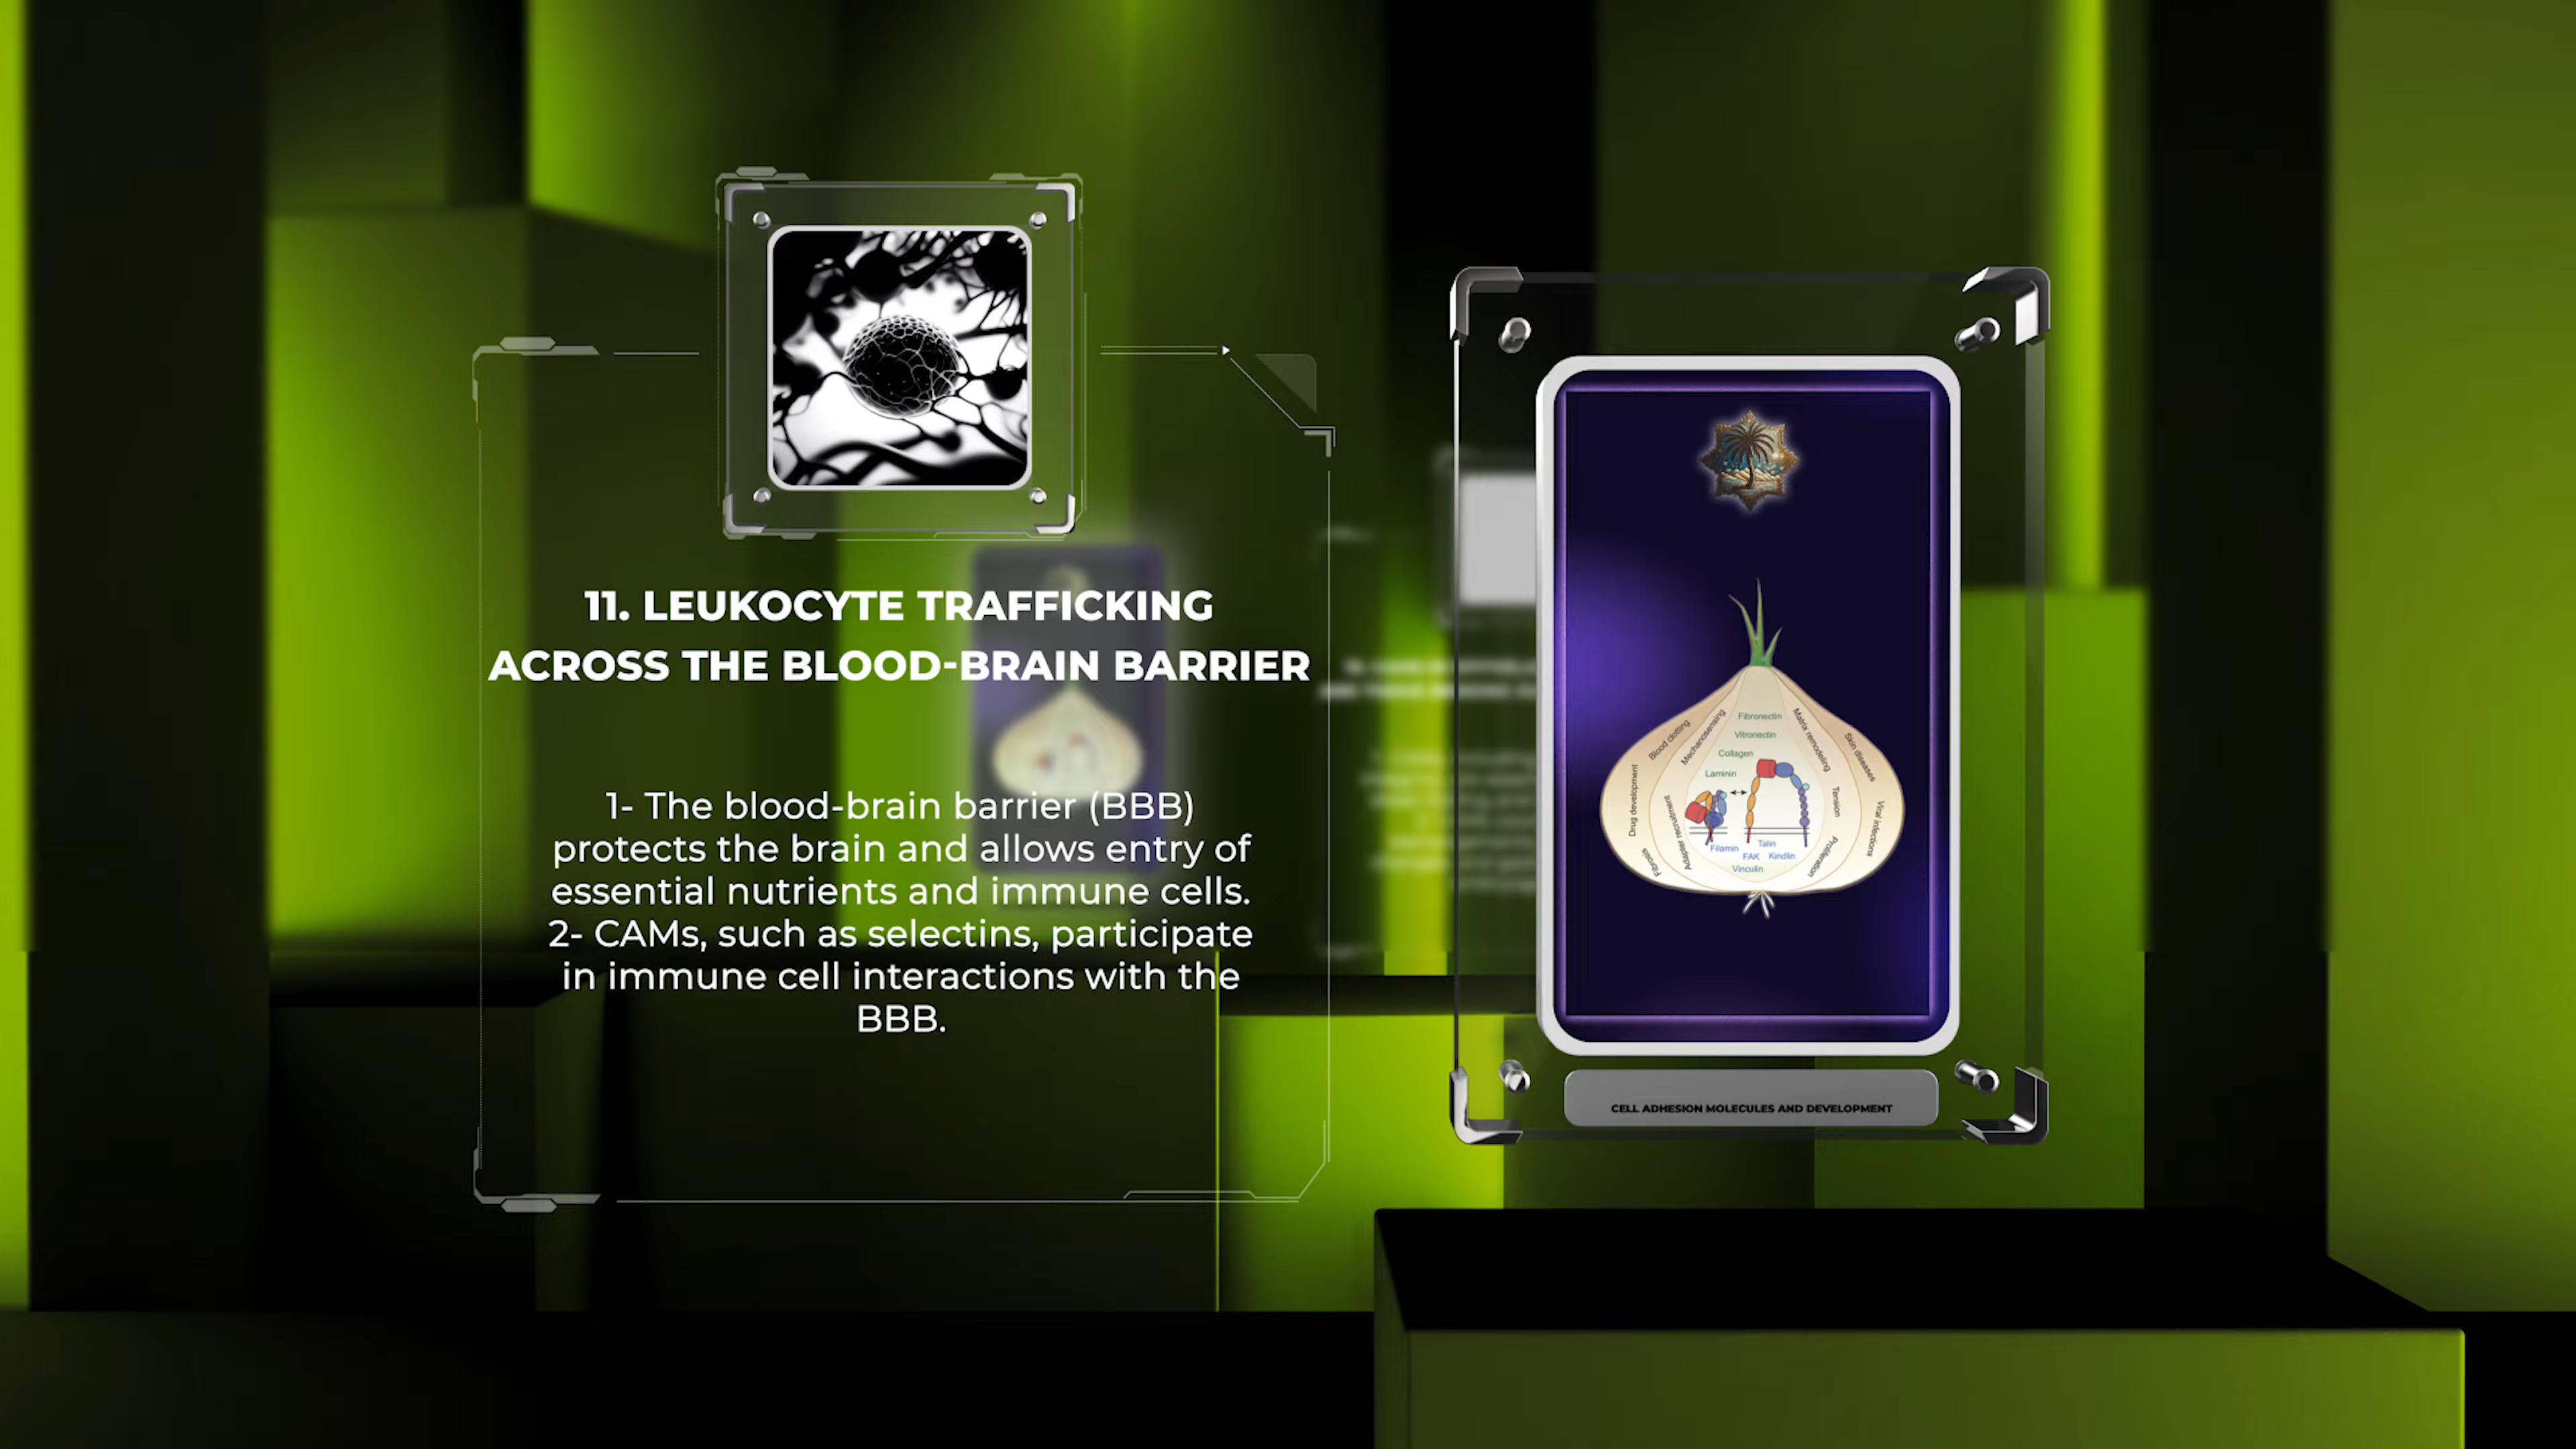 11. LEUKOCYTE TRAFFICKING
ACROSS THE BLOOD-BRAIN BARRIER
1- The blood-brain barrier (BBB)
protects the brain and allows entry of
essential nutrients and immune cells.
2- CAMs, such as selectins, participate
in immune cell interactions with the
BBB.
Fibronectin
Vitronectin
Collagen
Laminin
Blood clotting
Mechanosensing
Matrix remodeling
Skin diseases
Drug development
Adapter recruitment
Tension
Viral infections
Fibrosis
Proliferation
Filamin
Talin
FAK
Kindlin
Vinculin
CELL ADHESION MOLECULES AND DEVELOPMENT